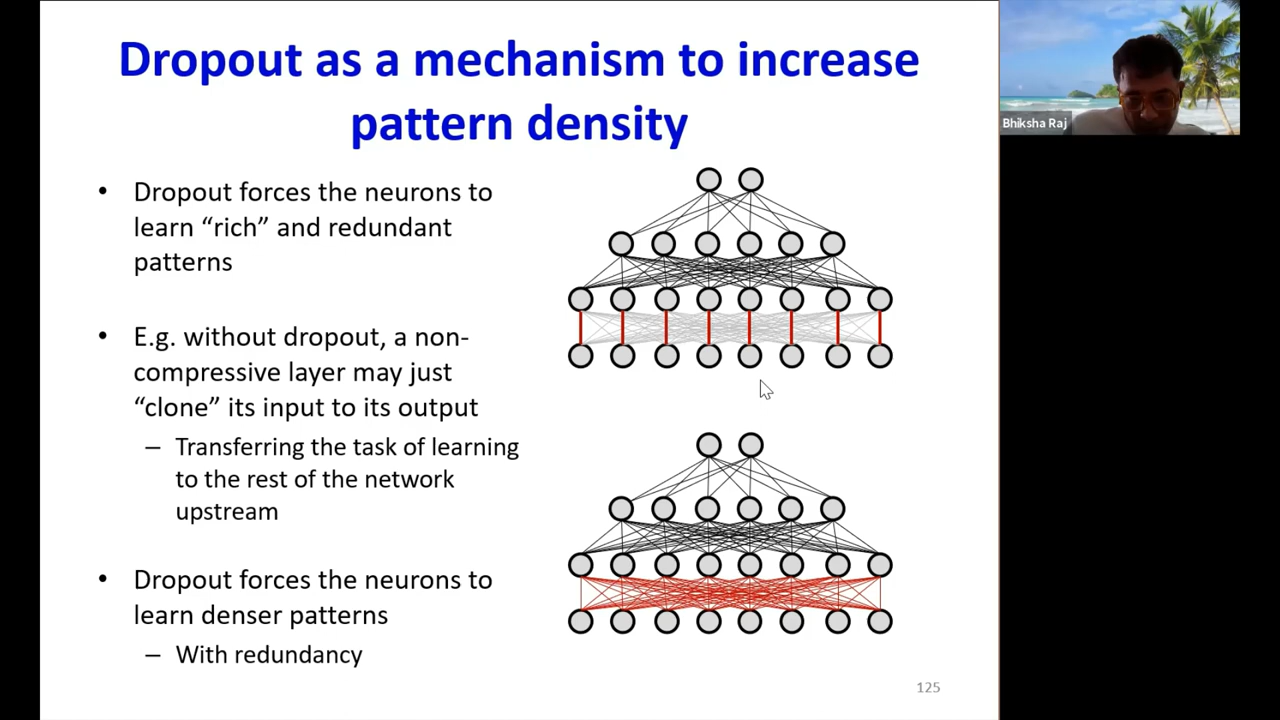 Dropout as a mechanism to increase
pattern density
• Dropout forces the neurons to
learn “rich” and redundant
patterns
• E.g. without dropout, a non-
compressive layer may just
“clone” its input to its output
– Transferring the task of learning
to the rest of the network
upstream
• Dropout forces the neurons to
learn denser patterns
– With redundancy
125
Bhiksha Raj